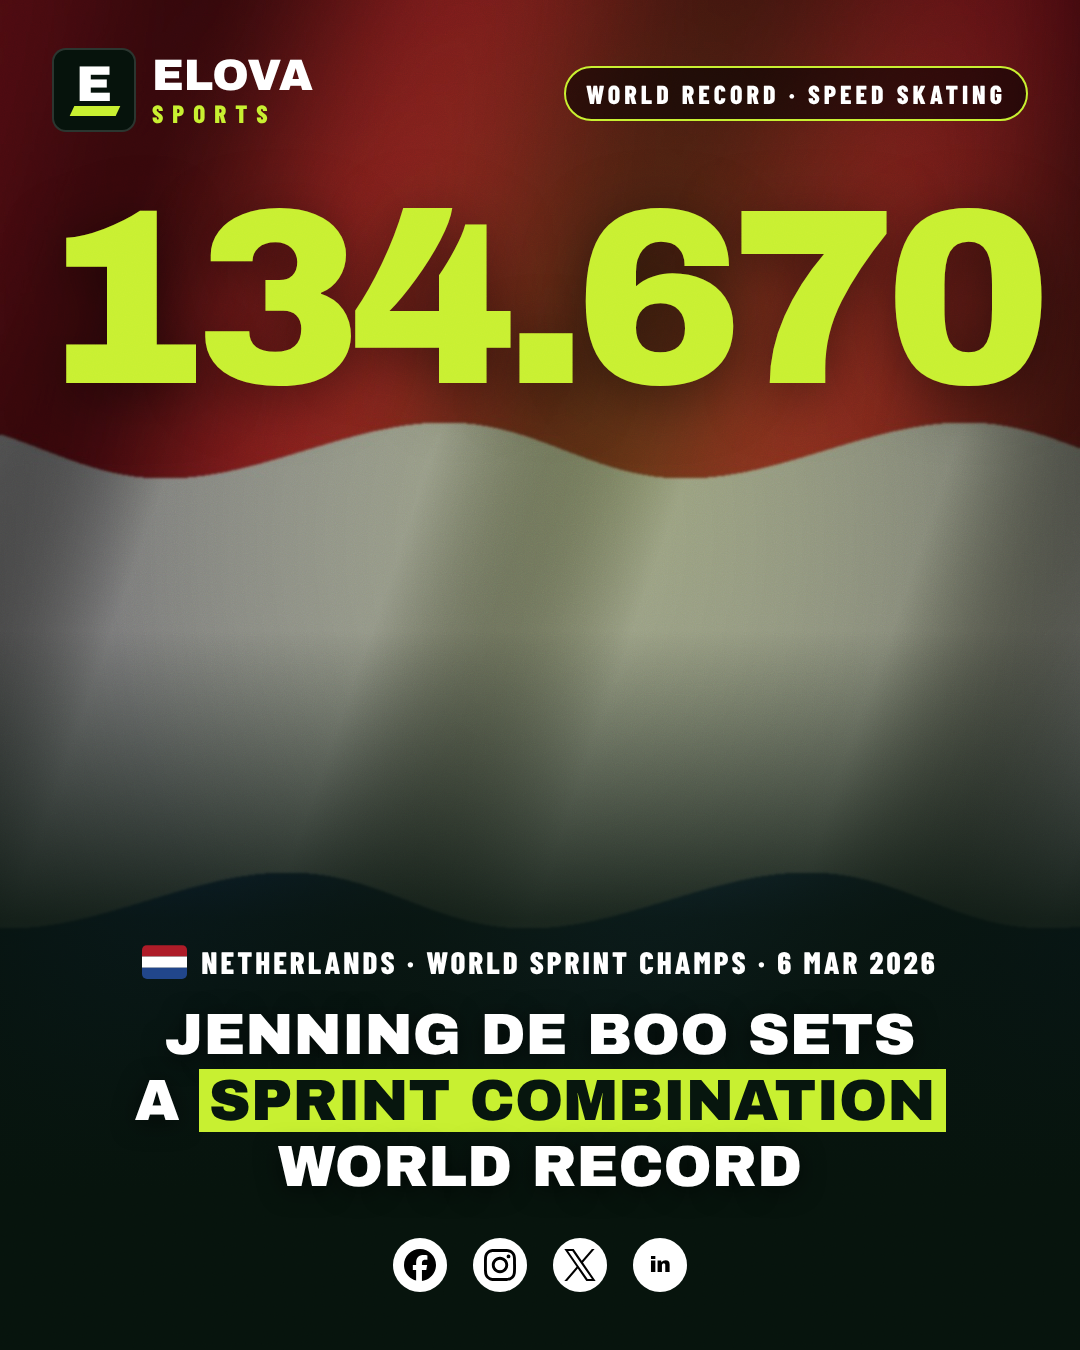 E
ELOVA
SPORTS
WORLD RECORD · SPEED SKATING
134.670
NETHERLANDS · WORLD SPRINT CHAMPS · 6 MAR 2026
JENNING DE BOO SETS
A SPRINT COMBINATION
WORLD RECORD
in